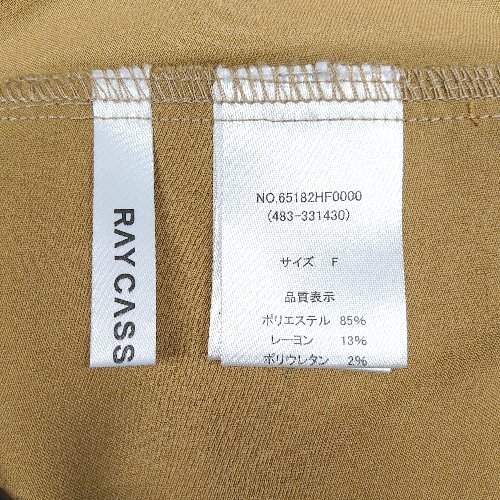 RAY CASS
NO.65182HF0000
(483-331430)
サイズ F
品質表示
ポリエステル 85%
レーヨン 13%
ポリウレタン 2%